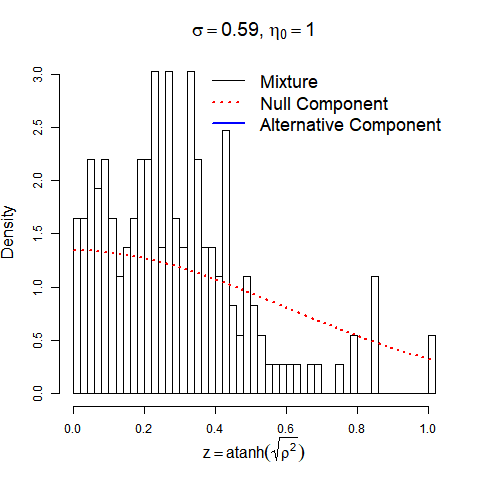 σ = 0.59, η₀ = 1
Mixture
Null Component
Alternative Component
Density
3.0
2.5
2.0
1.5
1.0
0.5
0.0
0.0 0.2 0.4 0.6 0.8 1.0
z = atanh(√ρ²)